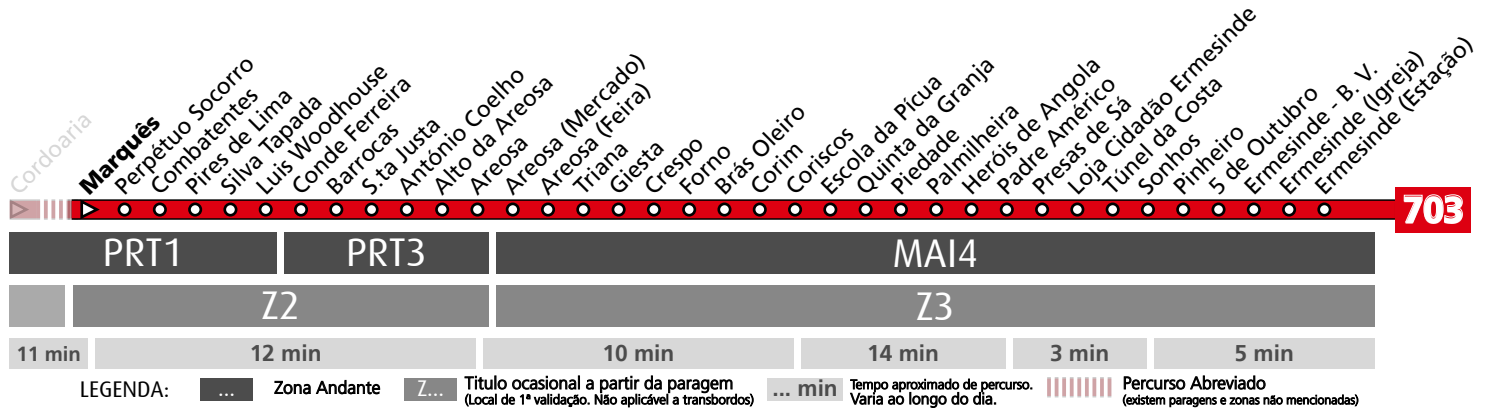 Cordoaria
Marquês
Perpétuo Socorro
Combatentes
Pires de Lima
Silva Tapada
Luis Woodhouse
Conde Ferreira
Barrocas
S.ta Justa
António Coelho
Alto da Areosa
Areosa
Areosa (Mercado)
Areosa (Feira)
Triana
Giesta
Crespo
Forno
Brás Oleiro
Corim
Coriscos
Escola da Pícua
Quinta da Granja
Piedade
Palmilheira
Heróis de Angola
Padre Américo
Presas de Sá
Loja Cidadão Ermesinde
Túnel da Costa
Sonhos
Pinheiro
5 de Outubro
Ermesinde - B. V.
Ermesinde (Igreja)
Ermesinde (Estação)
703
PRT1 PRT3 MAI4
Z2 Z3
11 min 12 min 10 min 14 min 3 min 5 min
LEGENDA:
... Zona Andante
Z... Titulo ocasional a partir da paragem
(Local de 1ª validação. Não aplicável a transbordos)
... min Tempo aproximado de percurso.
Varia ao longo do dia.
Percurso Abreviado
(existem paragens e zonas não mencionadas)